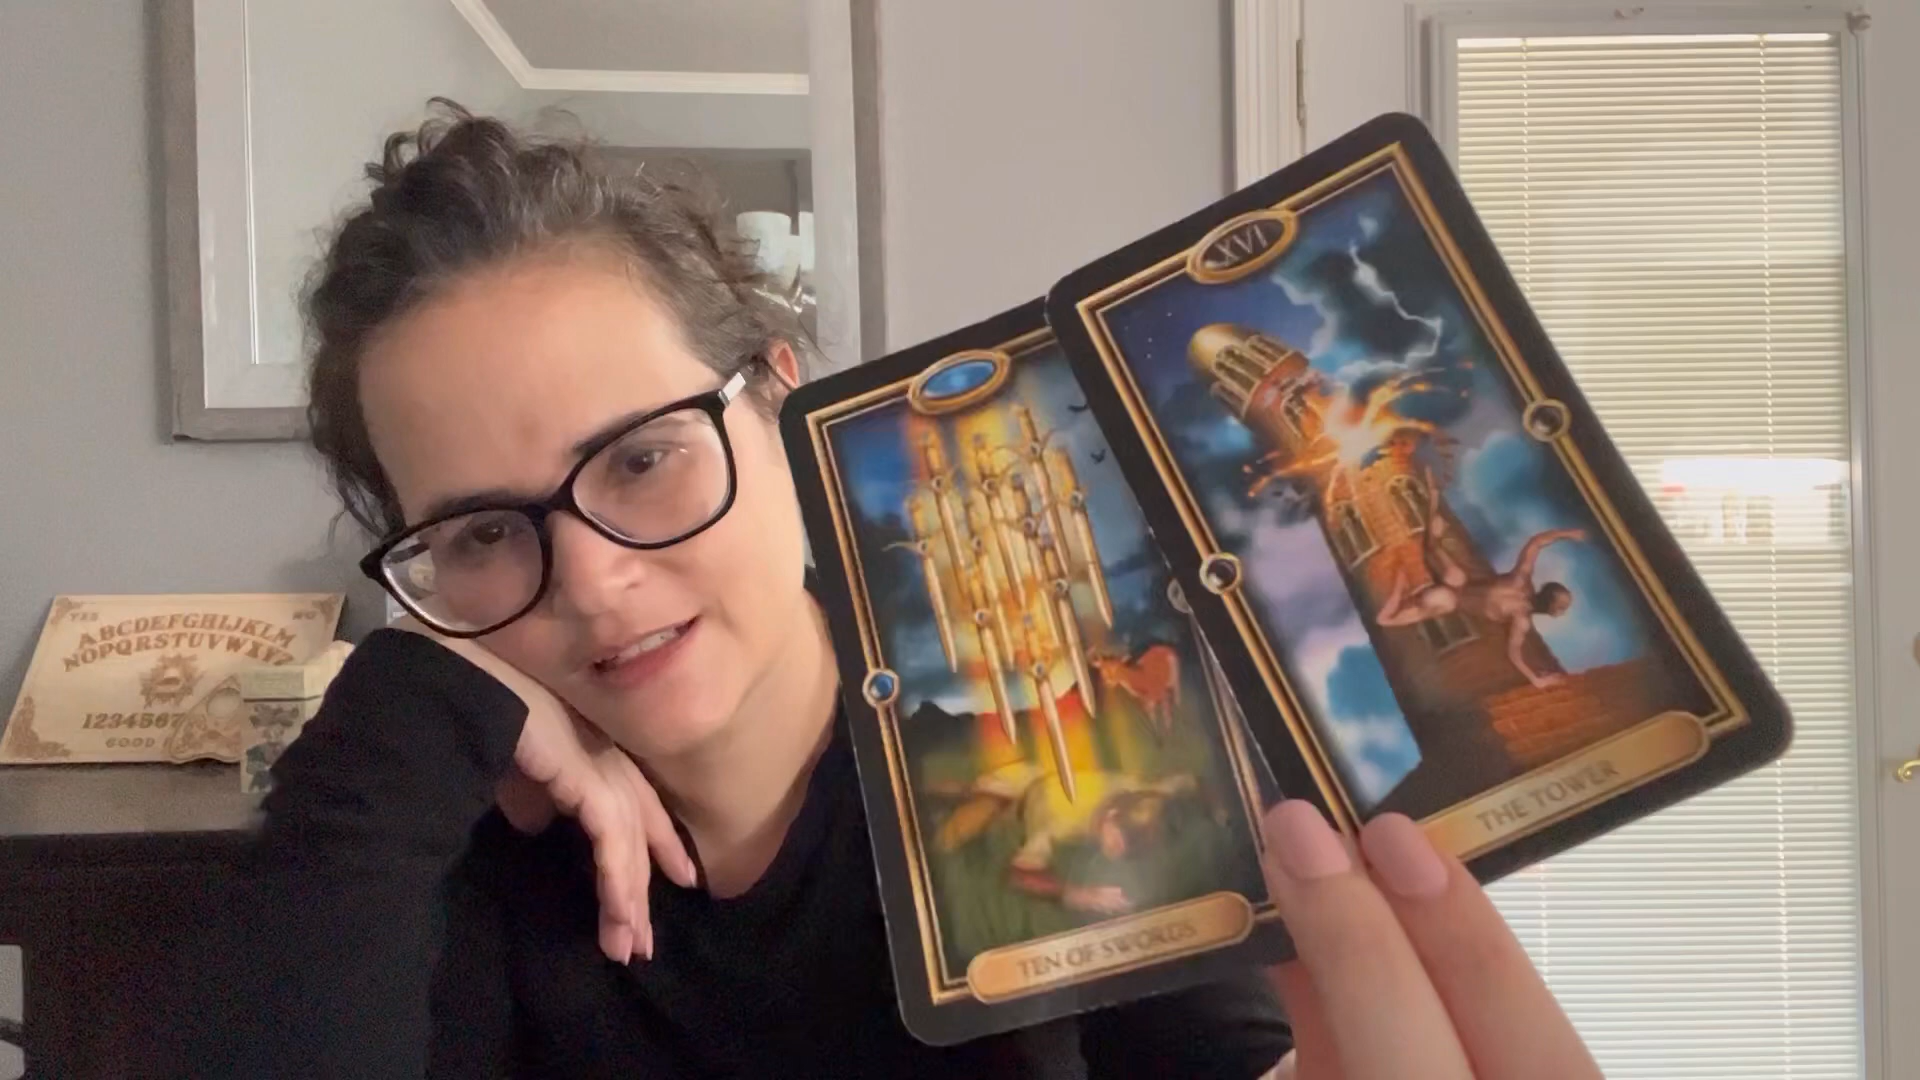 YES NO
ABCDEFGHIJKLM
NOPQRSTUVWXYZ
1234567
GOOD
XVI
TEN OF SWORDS
THE TOWER